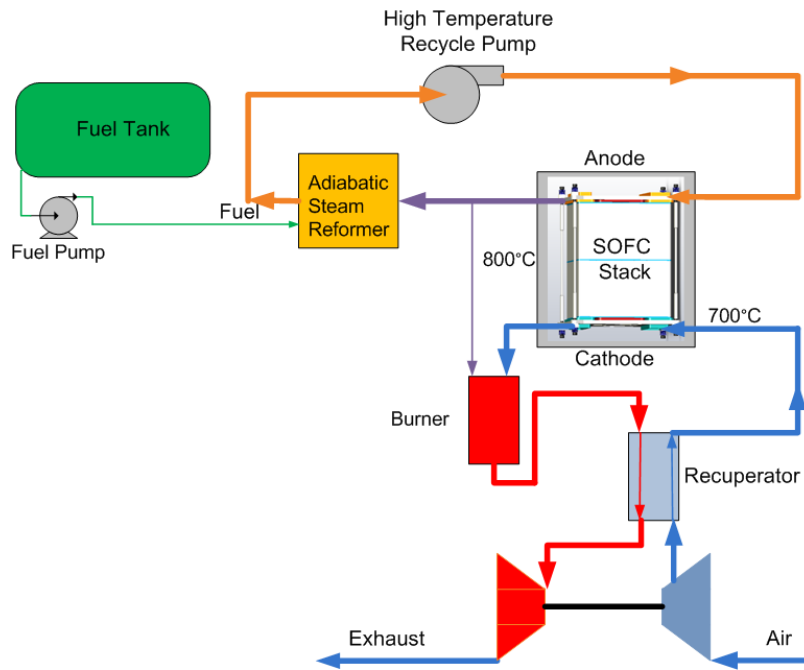 High Temperature
Recycle Pump
Fuel Tank
Anode
Adiabatic
Steam
Reformer
Fuel
Fuel Pump
800°C
SOFC
Stack
700°C
Cathode
Burner
Recuperator
Exhaust
Air